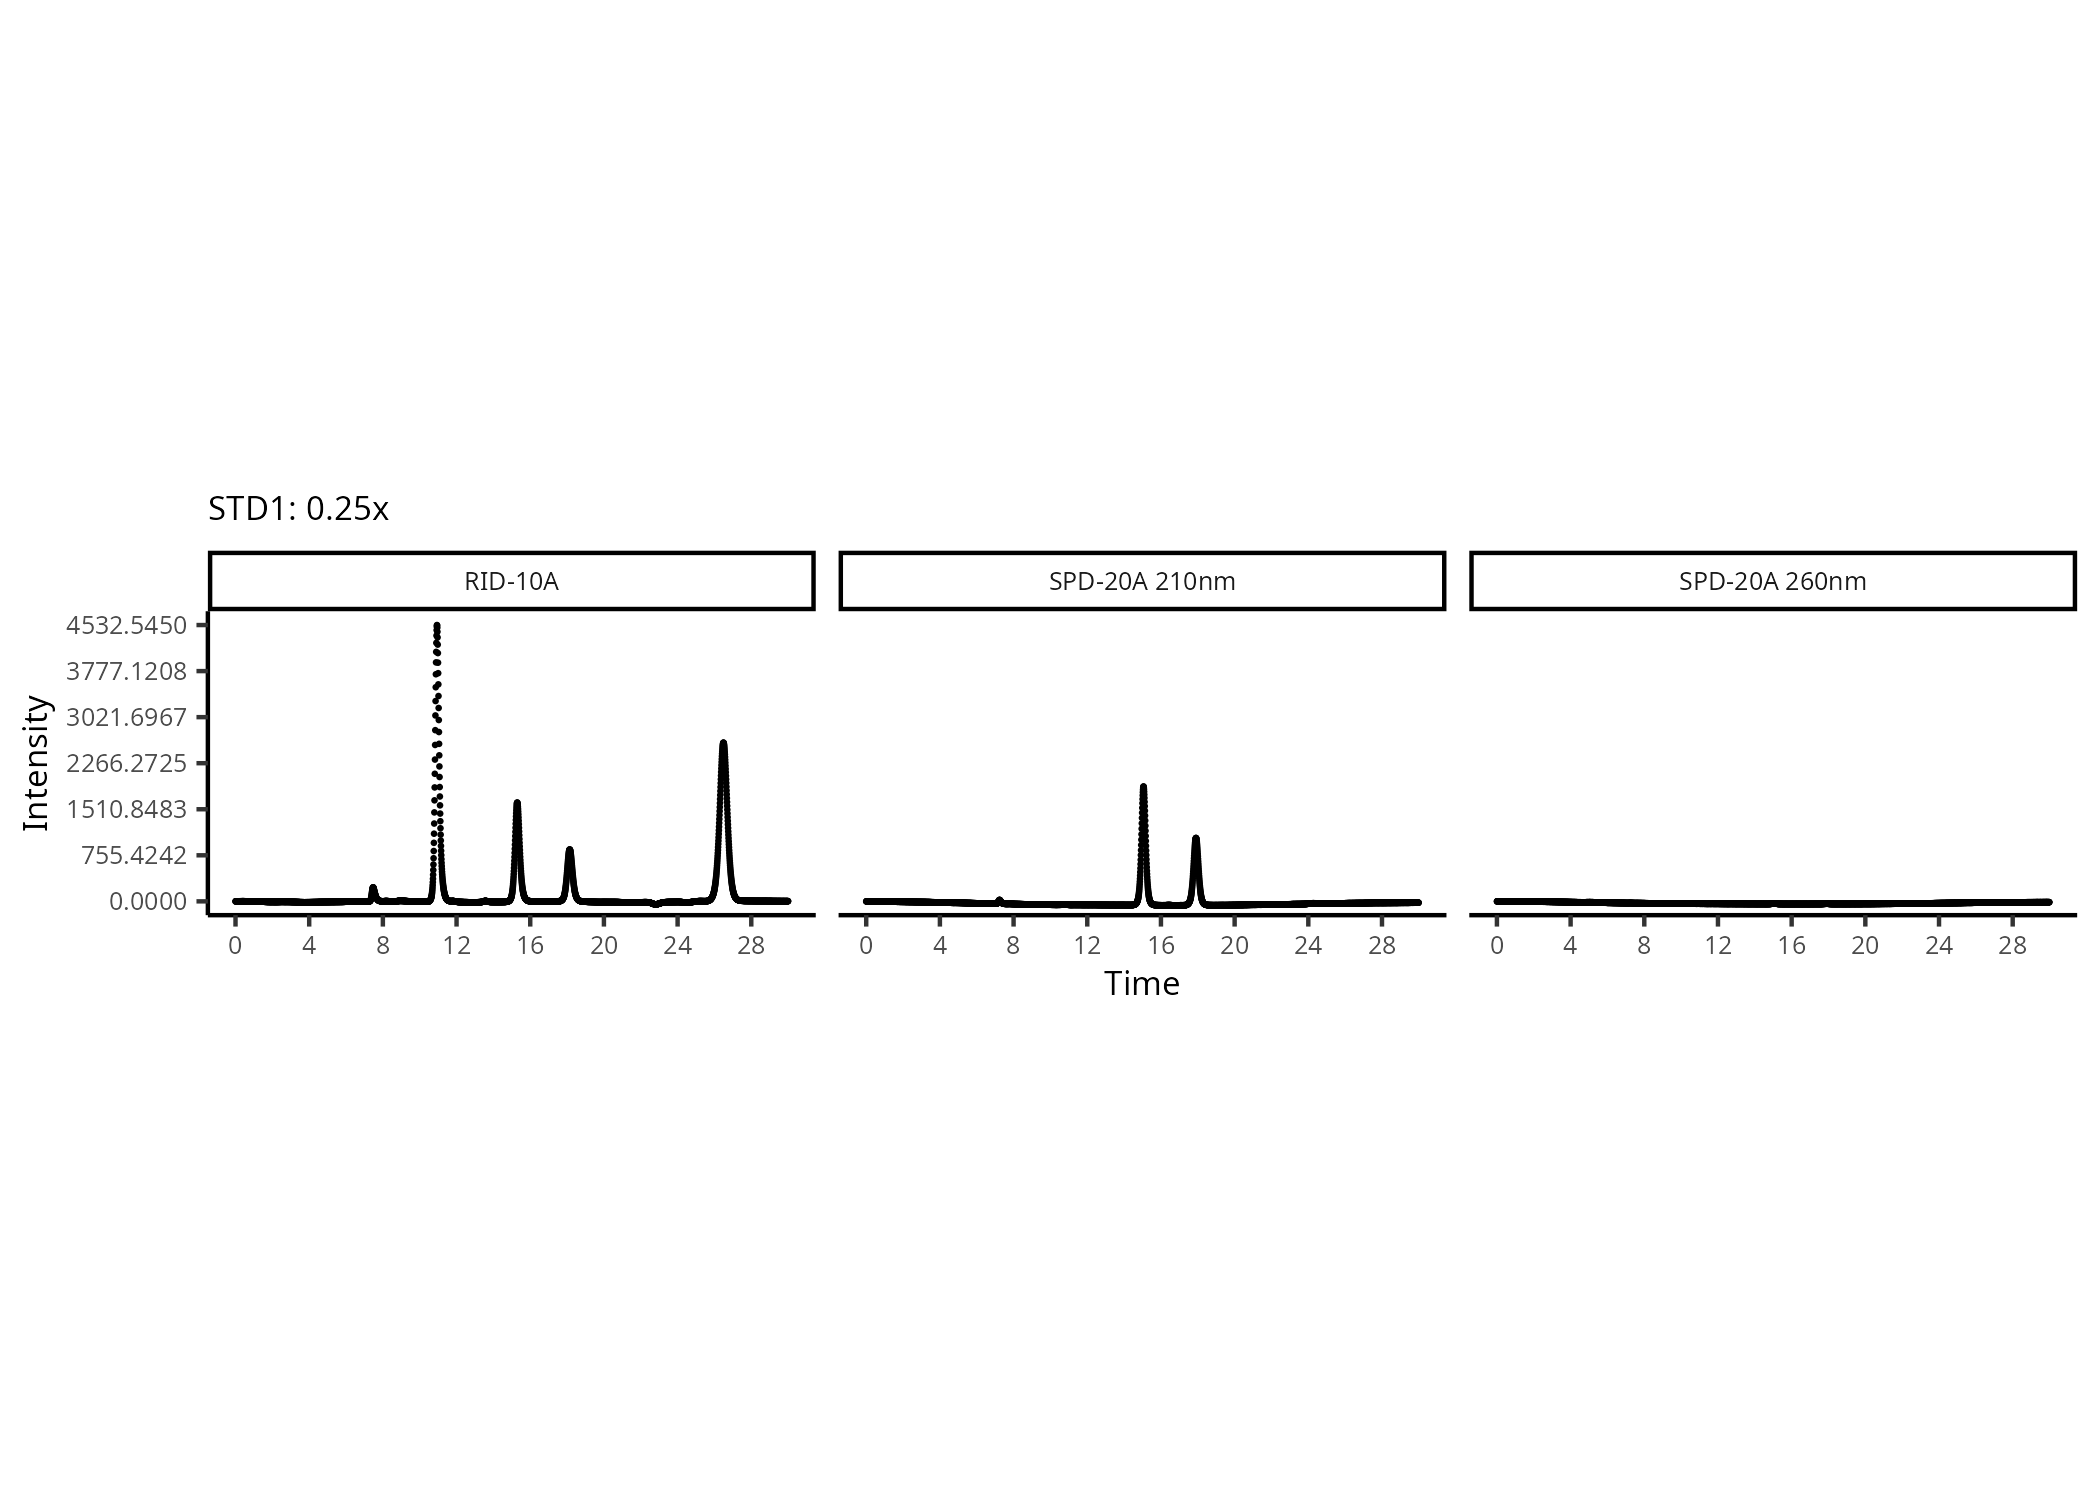 STD1: 0.25x
RID-10A
SPD-20A 210nm
SPD-20A 260nm
Intensity
4532.5450
3777.1208
3021.6967
2266.2725
1510.8483
755.4242
0.0000
0 4 8 12 16 20 24 28
0 4 8 12 16 20 24 28
0 4 8 12 16 20 24 28
Time